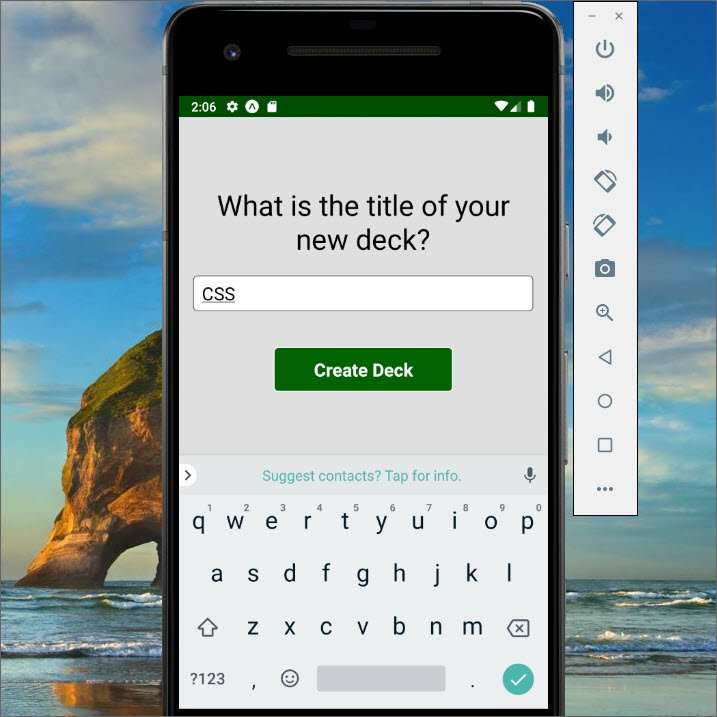 2:06
What is the title of your
new deck?
CSS
Create Deck
Suggest contacts? Tap for info.
1 2 3 4 5 6 7 8 9 0
q w e r t y u i o p
a s d f g h j k l
z x c v b n m
?123 , .